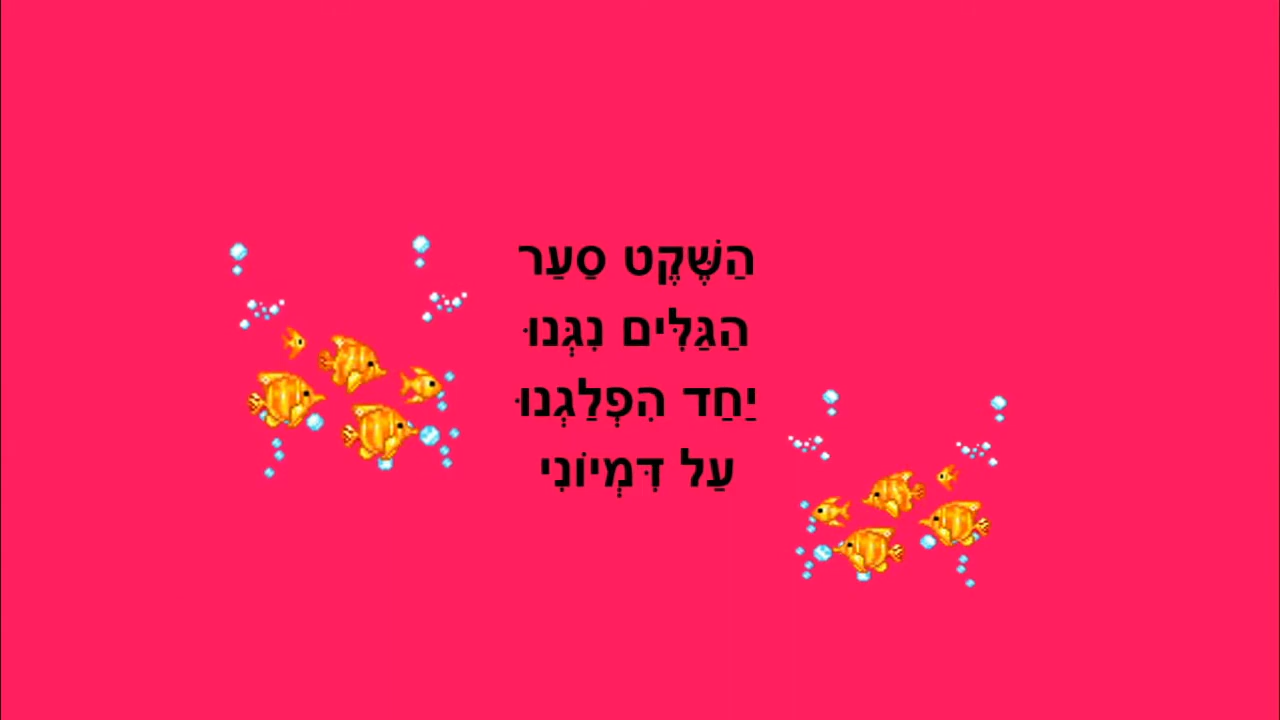 הַשֶּׁקֶט סַעַר
הַגַּלִּים נִגְּנוּ
יַחַד הִפְלַגְנוּ
עַל דִּמְיוֹנִי